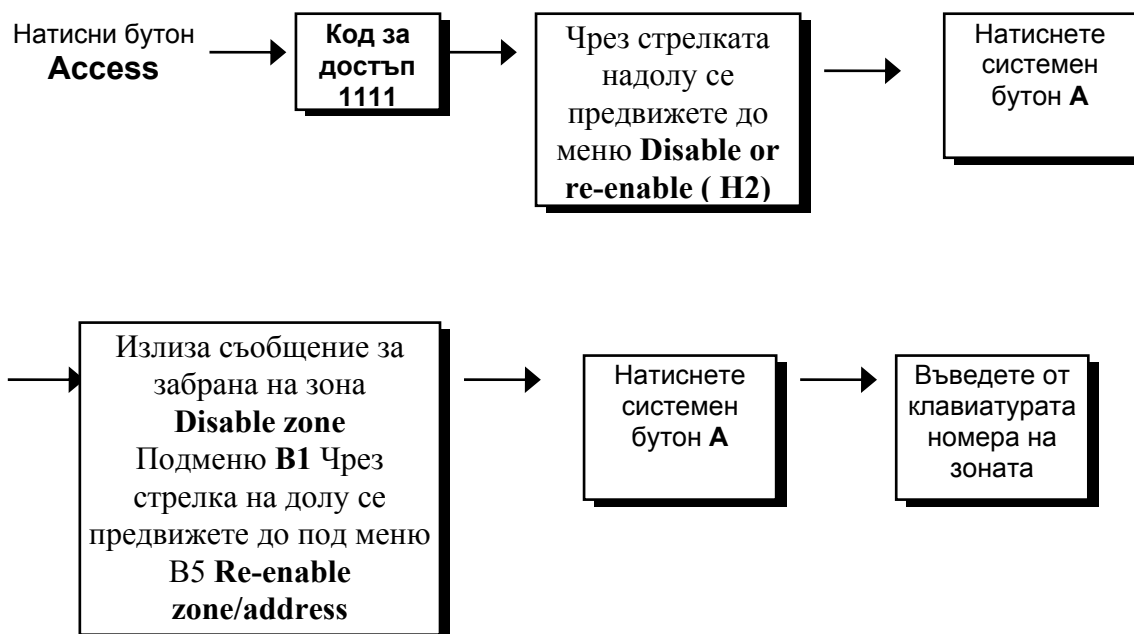 Натисни бутон
Access
Код за
достъп
1111
Чрез стрелката
надолу се
предвижете до
меню Disable or
re-enable ( H2)
Натиснете
системен
бутон A
Излиза съобщение за
забрана на зона
Disable zone
Подменю B1 Чрез
стрелка на долу се
предвижете до под меню
B5 Re-enable
zone/address
Натиснете
системен
бутон A
Въведете от
клавиатурата
номера на
зоната